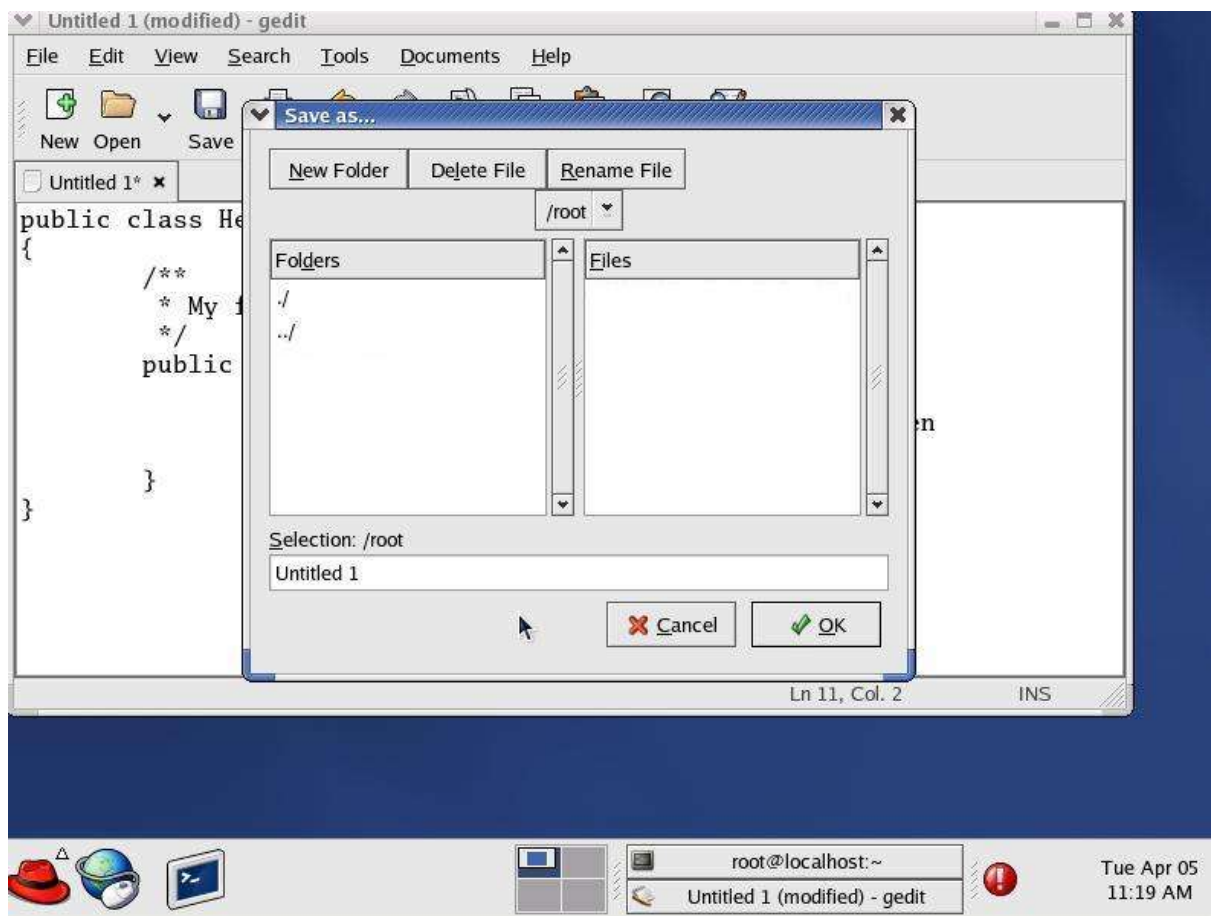 Untitled 1 (modified) - gedit
File Edit View Search Tools Documents Help
New Open Save
Save as...
New Folder Delete File Rename File
Untitled 1*
/root
public class
{
Folders Files
/**
* My
./
*/
../
public
}
}
Selection: /root
Untitled 1
Cancel OK
Ln 11, Col. 2 INS
root@localhost:~
Untitled 1 (modified) - gedit
Tue Apr 05
11:19 AM